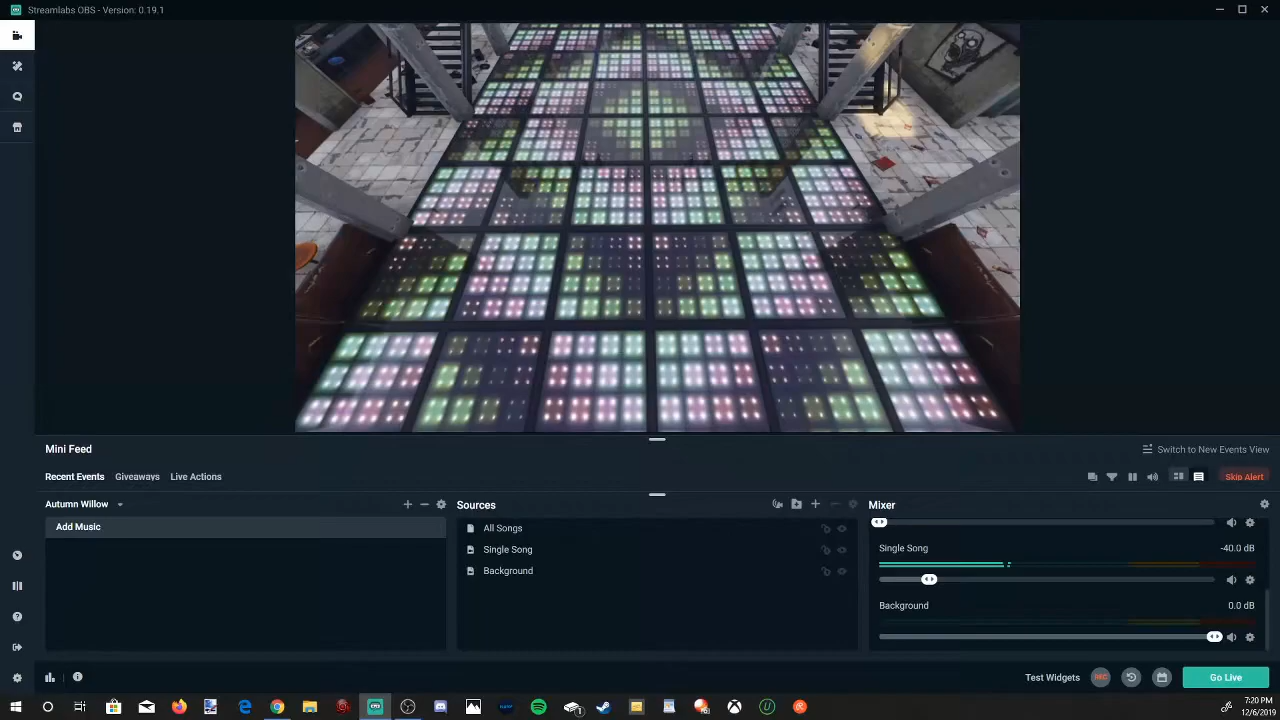 Streamlabs OBS - Version: 0.19.1
Mini Feed
Switch to New Events View
Recent Events
Giveaways
Live Actions
Skip Alert
Autumn Willow
Sources
Mixer
Add Music
All Songs
Single Song
Background
Single Song
-40.0 dB
Background
0.0 dB
Test Widgets
MC
Go Live
7:20 PM
12/6/2019